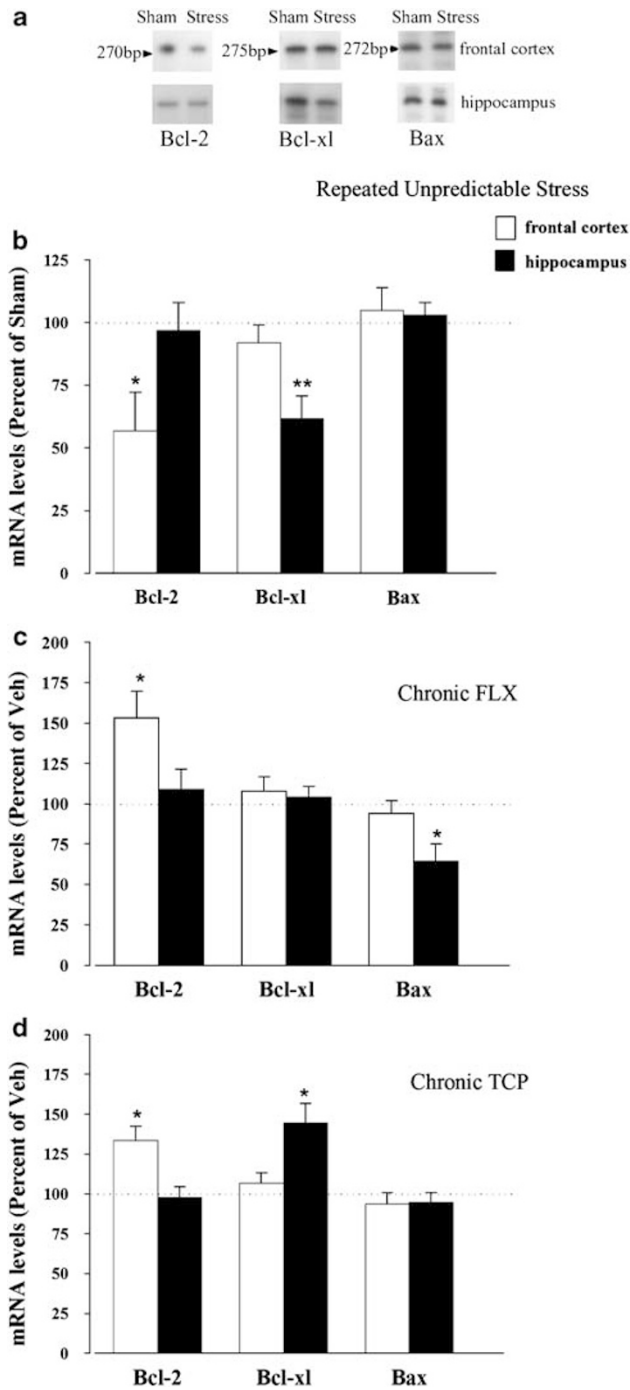 a
Sham Stress Sham Stress Sham Stress
270bp 275bp 272bp frontal cortex
hippocampus
Bcl-2 Bcl-xl Bax
Repeated Unpredictable Stress
frontal cortex
hippocampus
b
mRNA levels (Percent of Sham)
125
100
75
50
25
0
*
**
Bcl-2 Bcl-xl Bax
c
mRNA levels (Percent of Veh)
Chronic FLX
200
175
150
125
100
75
50
25
0
*
*
Bcl-2 Bcl-xl Bax
d
mRNA levels (Percent of Veh)
Chronic TCP
200
175
150
125
100
75
50
25
0
*
*
Bcl-2 Bcl-xl Bax